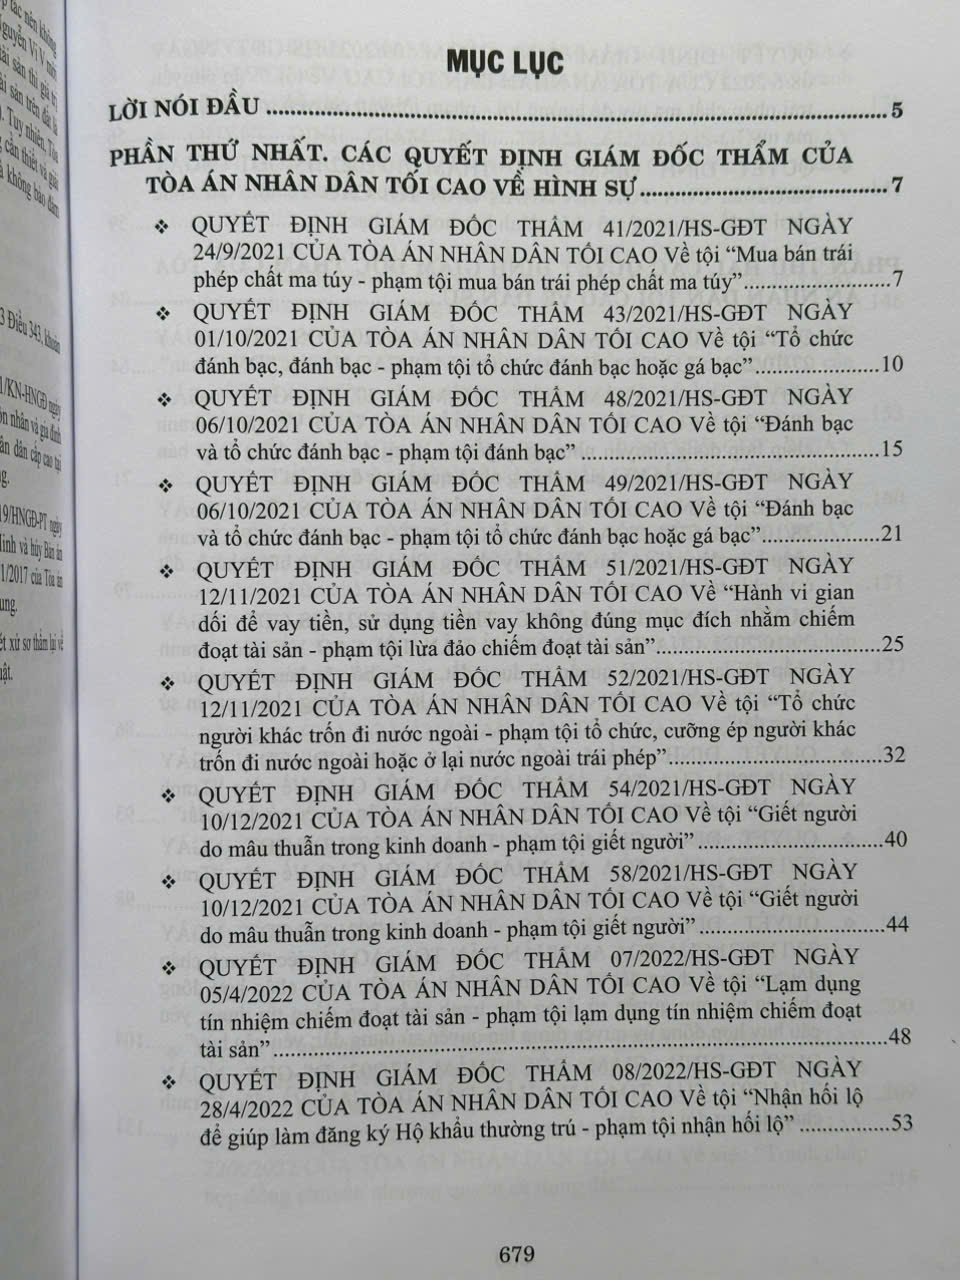 MỤC LỤC
LỜI NÓI ĐẦU ........ 5
PHẦN THỨ NHẤT. CÁC QUYẾT ĐỊNH GIÁM ĐỐC THẨM CỦA
TÒA ÁN NHÂN DÂN TỐI CAO VỀ HÌNH SỰ ........ 7
❖ QUYẾT ĐỊNH GIÁM ĐỐC THẨM 41/2021/HS-GĐT NGÀY
24/9/2021 CỦA TÒA ÁN NHÂN DÂN TỐI CAO Về tội “Mua bán trái
phép chất ma túy - phạm tội mua bán trái phép chất ma túy” ........ 7
❖ QUYẾT ĐỊNH GIÁM ĐỐC THẨM 43/2021/HS-GĐT NGÀY
01/10/2021 CỦA TÒA ÁN NHÂN DÂN TỐI CAO Về tội “Tổ chức
đánh bạc, đánh bạc - phạm tội tổ chức đánh bạc hoặc gá bạc” ........ 10
❖ QUYẾT ĐỊNH GIÁM ĐỐC THẨM 48/2021/HS-GĐT NGÀY
06/10/2021 CỦA TÒA ÁN NHÂN DÂN TỐI CAO Về tội “Đánh bạc
và tổ chức đánh bạc - phạm tội đánh bạc” ........ 15
❖ QUYẾT ĐỊNH GIÁM ĐỐC THẨM 49/2021/HS-GĐT NGÀY
06/10/2021 CỦA TÒA ÁN NHÂN DÂN TỐI CAO Về tội “Đánh bạc
và tổ chức đánh bạc - phạm tội tổ chức đánh bạc hoặc gá bạc” ........ 21
❖ QUYẾT ĐỊNH GIÁM ĐỐC THẨM 51/2021/HS-GĐT NGÀY
12/11/2021 CỦA TÒA ÁN NHÂN DÂN TỐI CAO Về “Hành vi gian
dối để vay tiền, sử dụng tiền vay không đúng mục đích nhằm chiếm
đoạt tài sản - phạm tội lừa đảo chiếm đoạt tài sản” ........ 25
❖ QUYẾT ĐỊNH GIÁM ĐỐC THẨM 52/2021/HS-GĐT NGÀY
12/11/2021 CỦA TÒA ÁN NHÂN DÂN TỐI CAO Về tội “Tổ chức
người khác trốn đi nước ngoài - phạm tội tổ chức, cưỡng ép người khác
trốn đi nước ngoài hoặc ở lại nước ngoài trái phép” ........ 32
❖ QUYẾT ĐỊNH GIÁM ĐỐC THẨM 54/2021/HS-GĐT NGÀY
10/12/2021 CỦA TÒA ÁN NHÂN DÂN TỐI CAO Về tội “Giết người
do mâu thuẫn trong kinh doanh - phạm tội giết người” ........ 40
❖ QUYẾT ĐỊNH GIÁM ĐỐC THẨM 58/2021/HS-GĐT NGÀY
10/12/2021 CỦA TÒA ÁN NHÂN DÂN TỐI CAO Về tội “Giết người
do mâu thuẫn trong kinh doanh - phạm tội giết người” ........ 44
❖ QUYẾT ĐỊNH GIÁM ĐỐC THẨM 07/2022/HS-GĐT NGÀY
05/4/2022 CỦA TÒA ÁN NHÂN DÂN TỐI CAO Về tội “Lạm dụng
tín nhiệm chiếm đoạt tài sản - phạm tội lạm dụng tín nhiệm chiếm đoạt
tài sản” ........ 48
❖ QUYẾT ĐỊNH GIÁM ĐỐC THẨM 08/2022/HS-GĐT NGÀY
28/4/2022 CỦA TÒA ÁN NHÂN DÂN TỐI CAO Về tội “Nhận hối lộ
để giúp làm đăng ký Hộ khẩu thường trú - phạm tội nhận hối lộ” ........ 53
679